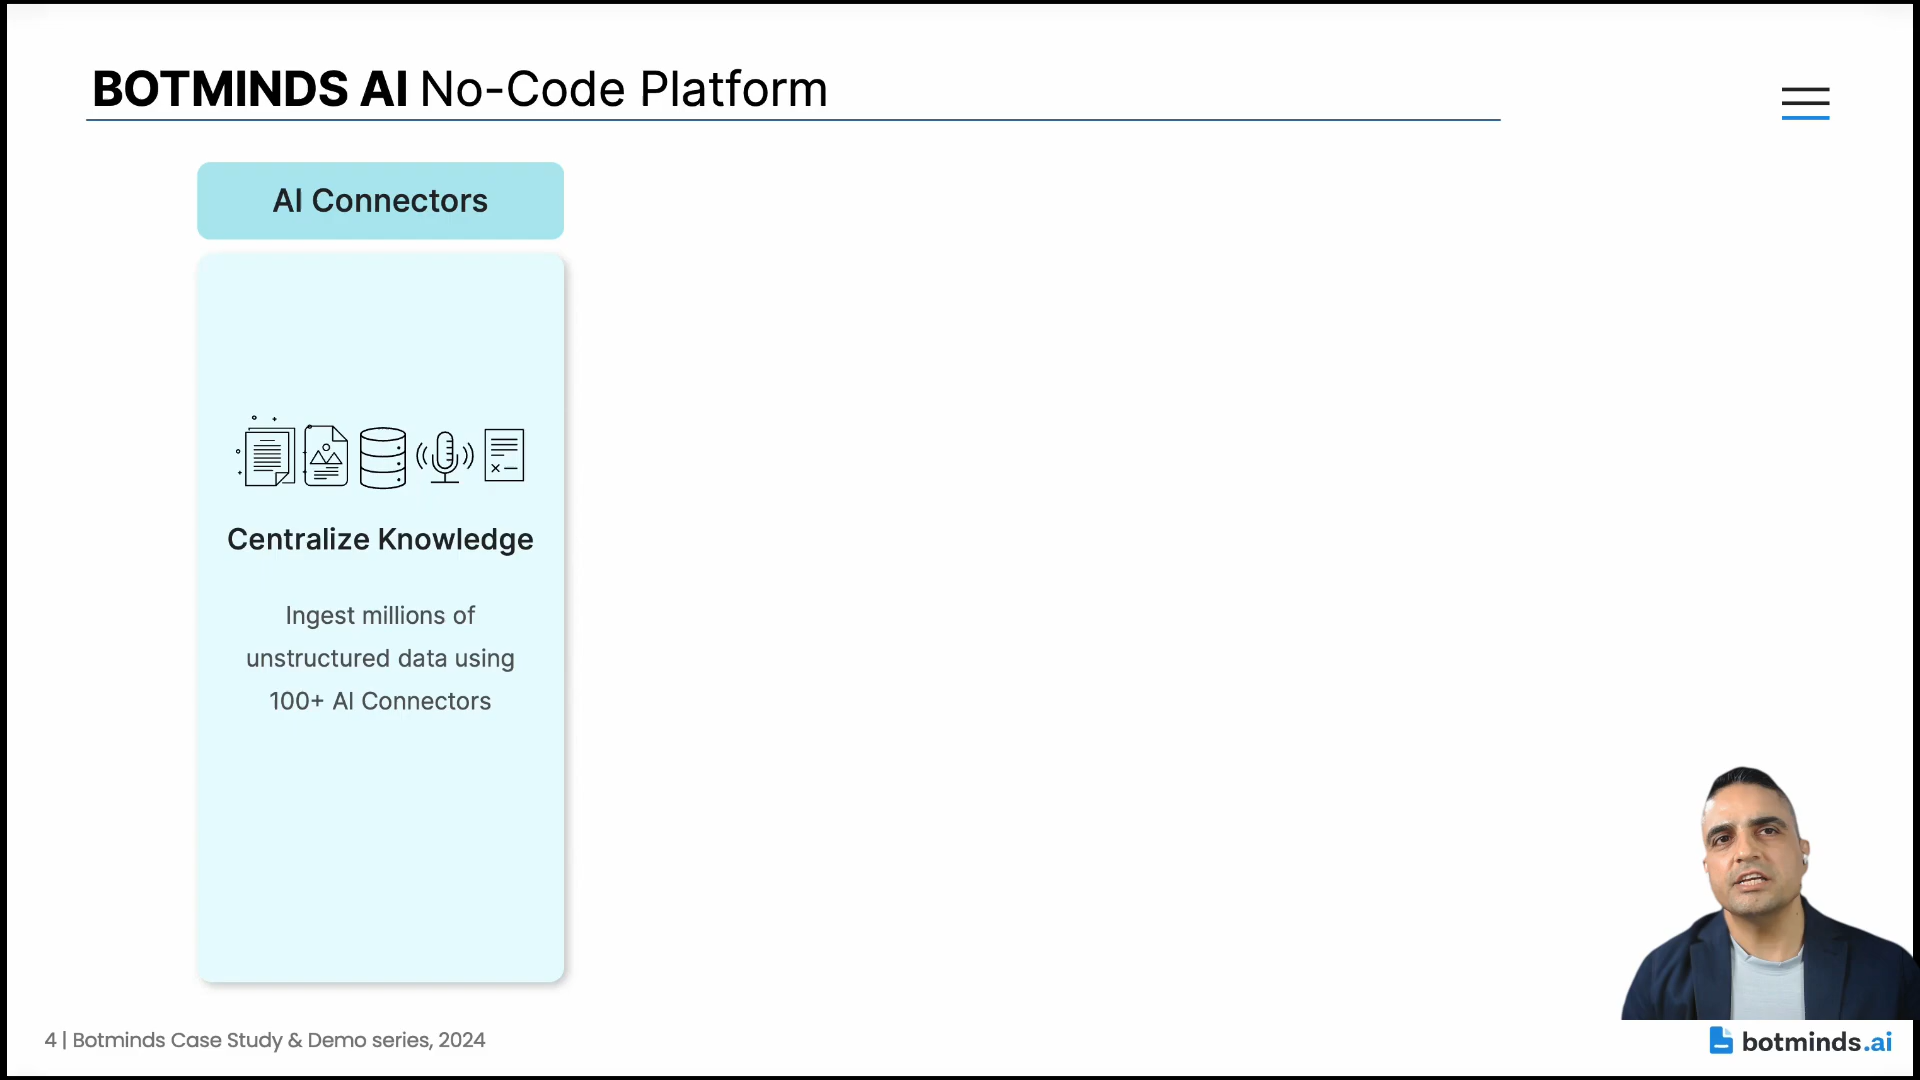 BOTMINDS AI No-Code Platform
AI Connectors
Centralize Knowledge
Ingest millions of
unstructured data using
100+ AI Connectors
4 | Botminds Case Study & Demo series, 2024
botminds.ai